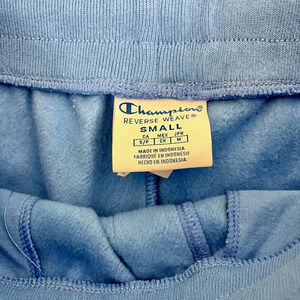 Champion
REVERSE WEAVE®
SMALL
CA MEX JPN
S/P CH M
MADE IN INDONESIA
FABRIQUÉ EN INDONÉSIE
HECHO EN INDONESIA